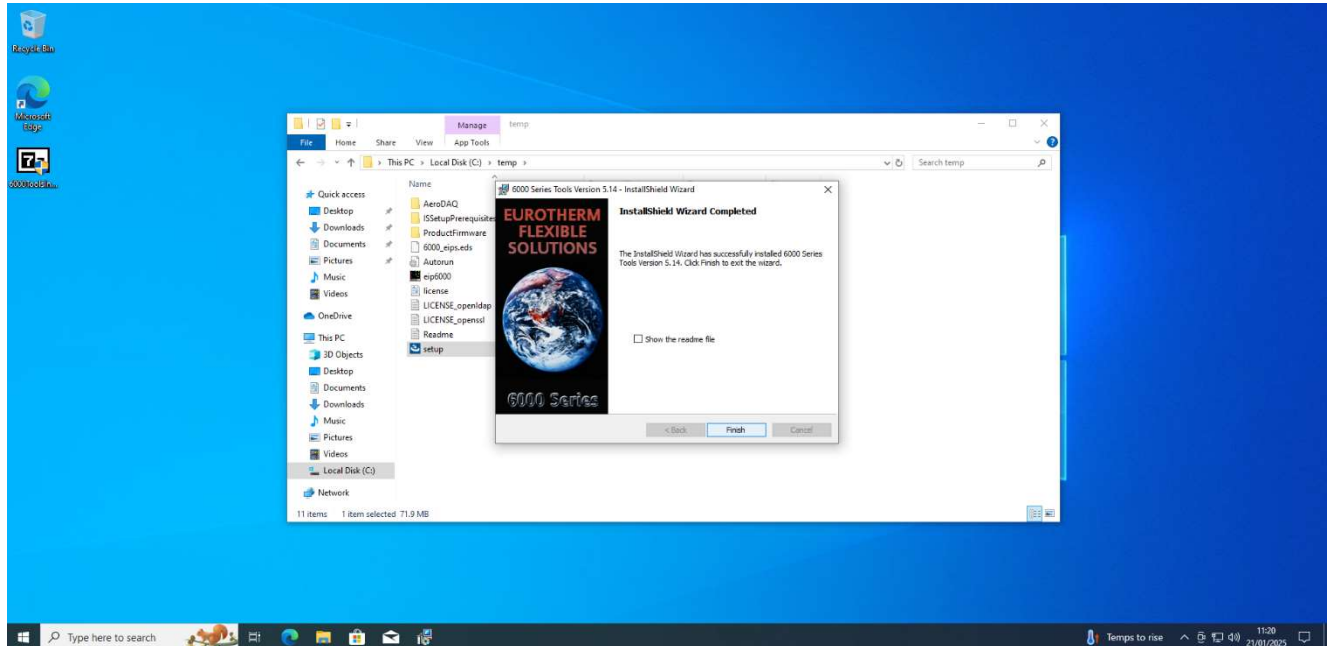 Recycle Bin
Microsoft
Edge
Manage
temp
File
Home
Share
View
App Tools
This PC
Local Disk (C:)
temp
Search temp
Quick access
Desktop
Downloads
Documents
Pictures
Music
Videos
OneDrive
This PC
3D Objects
Desktop
Documents
Downloads
Music
Pictures
Videos
Local Disk (C:)
Network
Name
AeroDAQ
ISSetupPrerequisites
ProductFirmware
6000_eips.eds
Autorun
eip6000
license
LICENSE_openldap
LICENSE_openssl
Readme
setup
6000 Series Tools Version 5.14 - InstallShield Wizard
EUROTHERM
FLEXIBLE
SOLUTIONS
6000 Series
InstallShield Wizard Completed
The InstallShield Wizard has successfully installed 6000 Series
Tools Version 5.14. Click Finish to exit the wizard.
Show the readme file
< Back
Finish
Cancel
11 items
1 item selected 71.9 MB
Type here to search
Temps to rise
11:20
21/01/2025